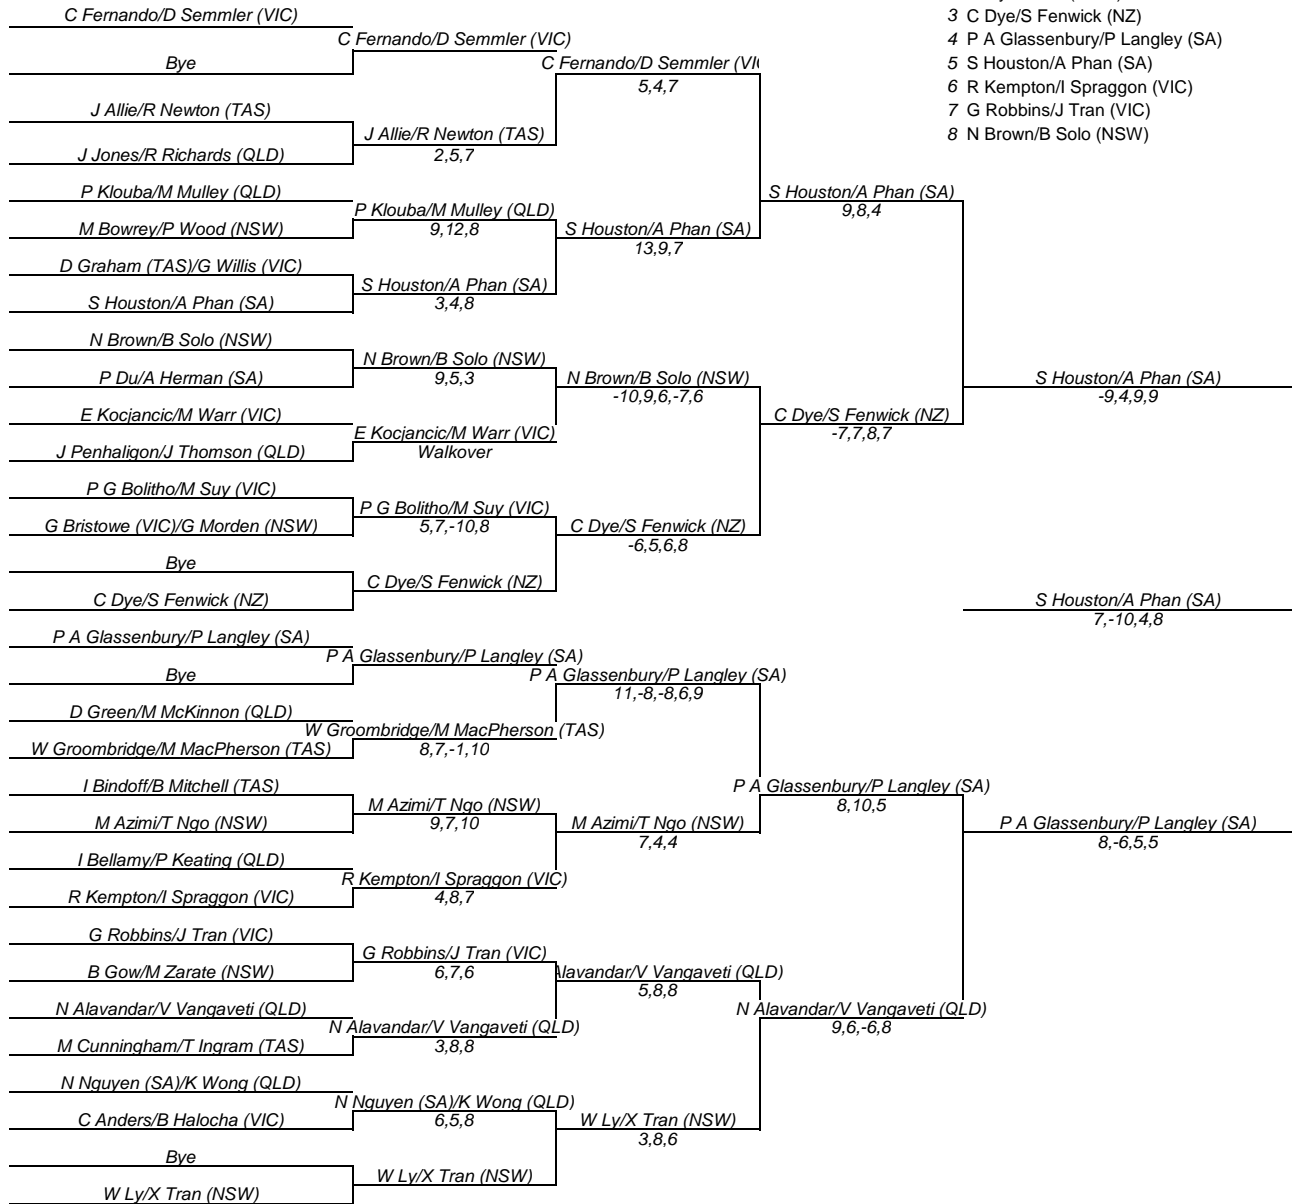 3 C Dye/S Fenwick (NZ)
4 P A Glassenbury/P Langley (SA)
5 S Houston/A Phan (SA)
6 R Kempton/I Spraggon (VIC)
7 G Robbins/J Tran (VIC)
8 N Brown/B Solo (NSW)
C Fernando/D Semmler (VIC)
Bye
J Allie/R Newton (TAS)
J Jones/R Richards (QLD)
P Klouba/M Mulley (QLD)
M Bowrey/P Wood (NSW)
D Graham (TAS)/G Willis (VIC)
S Houston/A Phan (SA)
N Brown/B Solo (NSW)
P Du/A Herman (SA)
E Kocjancic/M Warr (VIC)
J Penhaligon/J Thomson (QLD)
P G Bolitho/M Suy (VIC)
G Bristowe (VIC)/G Morden (NSW)
Bye
C Dye/S Fenwick (NZ)
P A Glassenbury/P Langley (SA)
Bye
D Green/M McKinnon (QLD)
W Groombridge/M MacPherson (TAS)
I Bindoff/B Mitchell (TAS)
M Azimi/T Ngo (NSW)
I Bellamy/P Keating (QLD)
R Kempton/I Spraggon (VIC)
G Robbins/J Tran (VIC)
B Gow/M Zarate (NSW)
N Alavandar/V Vangaveti (QLD)
M Cunningham/T Ingram (TAS)
N Nguyen (SA)/K Wong (QLD)
C Anders/B Halocha (VIC)
Bye
W Ly/X Tran (NSW)
C Fernando/D Semmler (VIC)
J Allie/R Newton (TAS)
2,5,7
P Klouba/M Mulley (QLD)
9,12,8
S Houston/A Phan (SA)
3,4,8
N Brown/B Solo (NSW)
9,5,3
E Kocjancic/M Warr (VIC)
Walkover
P G Bolitho/M Suy (VIC)
5,7,-10,8
C Dye/S Fenwick (NZ)
P A Glassenbury/P Langley (SA)
W Groombridge/M MacPherson (TAS)
8,7,-1,10
M Azimi/T Ngo (NSW)
9,7,10
R Kempton/I Spraggon (VIC)
4,8,7
G Robbins/J Tran (VIC)
6,7,6
N Alavandar/V Vangaveti (QLD)
3,8,8
N Nguyen (SA)/K Wong (QLD)
6,5,8
W Ly/X Tran (NSW)
C Fernando/D Semmler (VI
5,4,7
S Houston/A Phan (SA)
13,9,7
N Brown/B Solo (NSW)
-10,9,6,-7,6
C Dye/S Fenwick (NZ)
-6,5,6,8
P A Glassenbury/P Langley (SA)
11,-8,-8,6,9
M Azimi/T Ngo (NSW)
7,4,4
Alavandar/V Vangaveti (QLD)
5,8,8
W Ly/X Tran (NSW)
3,8,6
S Houston/A Phan (SA)
9,8,4
C Dye/S Fenwick (NZ)
-7,7,8,7
P A Glassenbury/P Langley (SA)
8,10,5
N Alavandar/V Vangaveti (QLD)
9,6,-6,8
S Houston/A Phan (SA)
-9,4,9,9
S Houston/A Phan (SA)
7,-10,4,8
P A Glassenbury/P Langley (SA)
8,-6,5,5